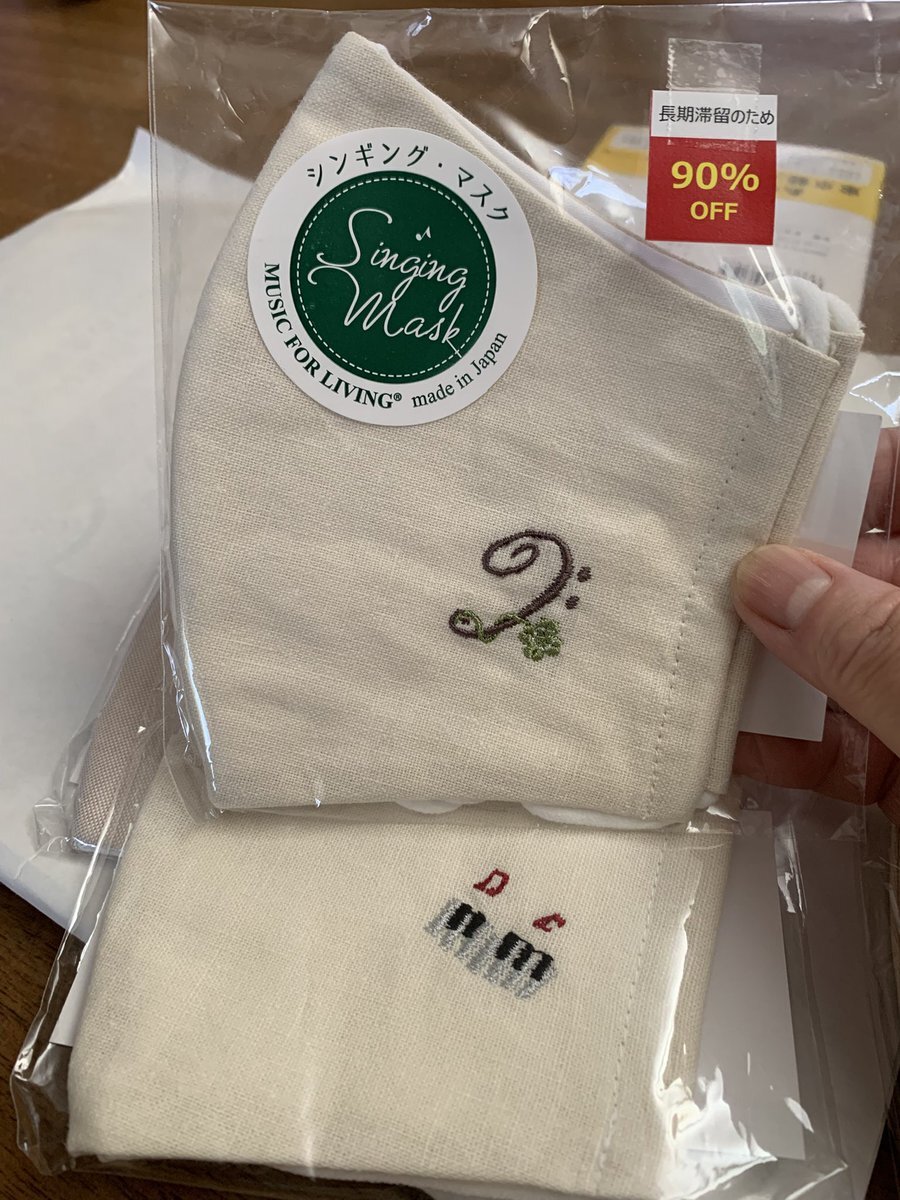 シンギング・マスク
Singing
Mask
MUSIC FOR LIVING® made in Japan
長期滞留のため
90%
OFF
D C